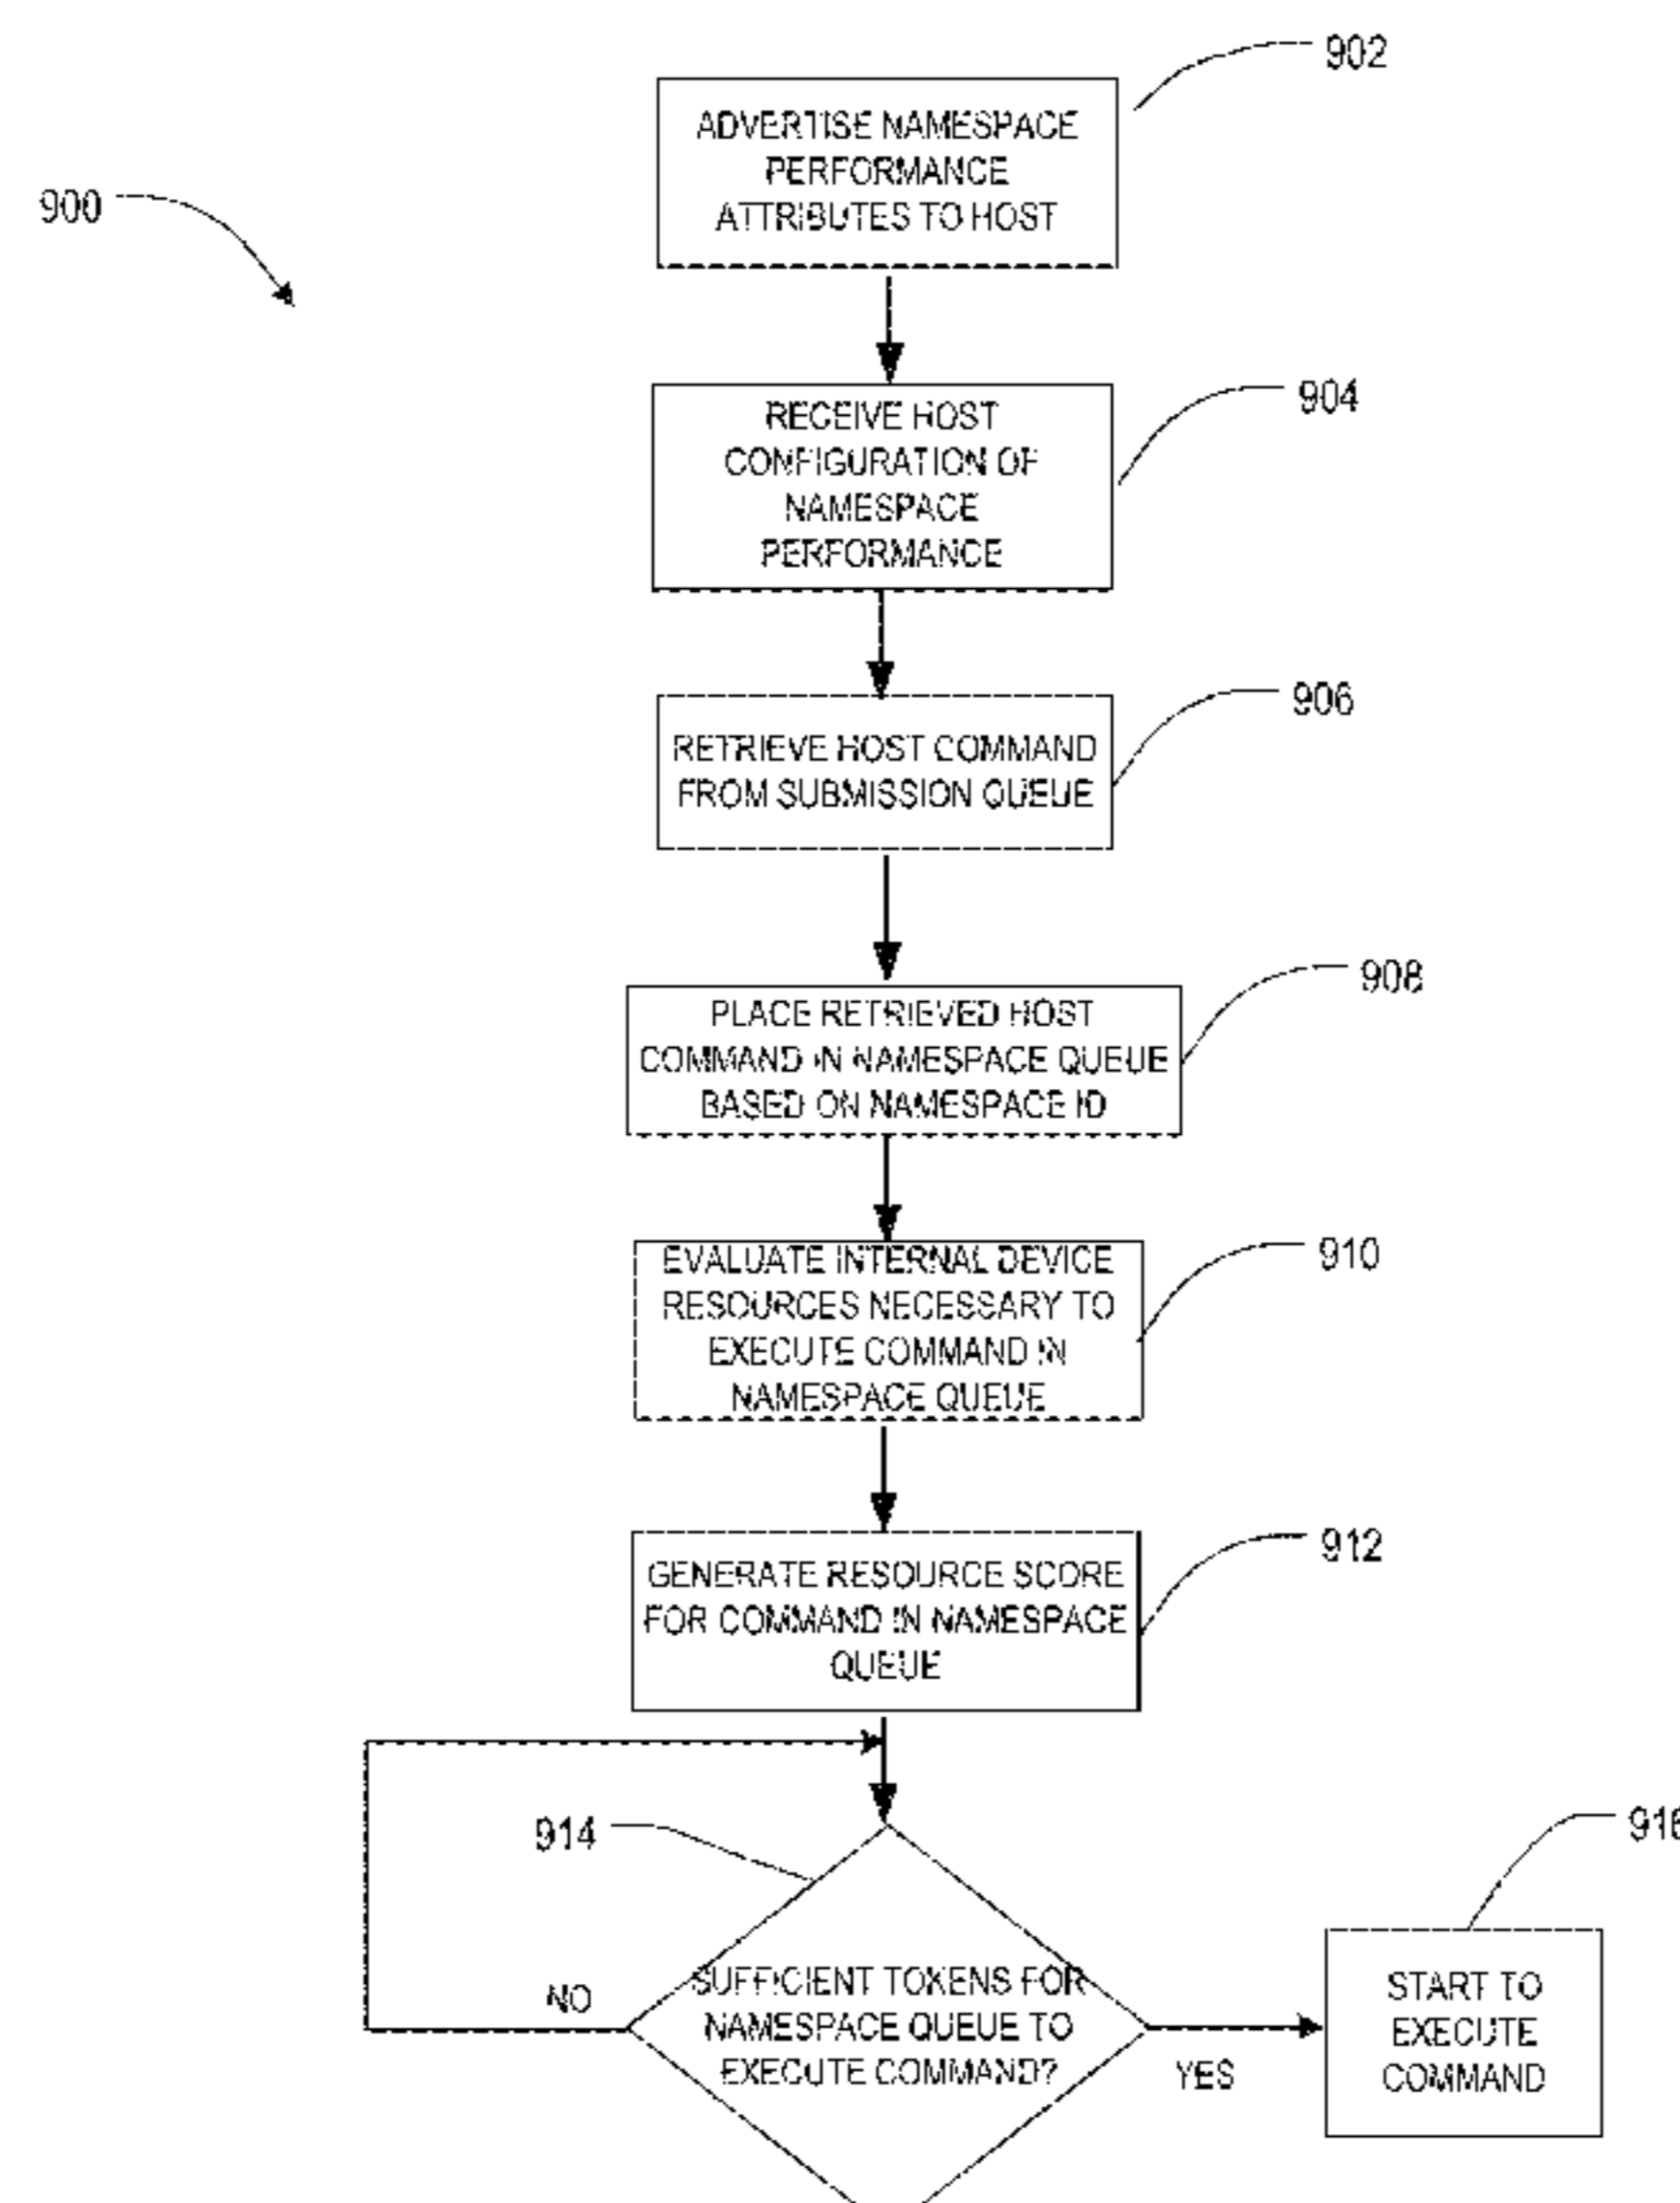 902
ADVERTISE NAMESPACE
PERFORMANCE
ATTRIBUTES TO HOST
900
904
RECEIVE HOST
CONFIGURATION OF
NAMESPACE
PERFORMANCE
906
RETRIEVE HOST COMMAND
FROM SUBMISSION QUEUE
908
PLACE RETRIEVED HOST
COMMAND IN NAMESPACE QUEUE
BASED ON NAMESPACE ID
910
EVALUATE INTERNAL DEVICE
RESOURCES NECESSARY TO
EXECUTE COMMAND IN
NAMESPACE QUEUE
912
GENERATE RESOURCE SCORE
FOR COMMAND IN NAMESPACE
QUEUE
914
916
NO
SUFFICIENT TOKENS FOR
NAMESPACE QUEUE TO
EXECUTE COMMAND?
YES
START TO
EXECUTE
COMMAND